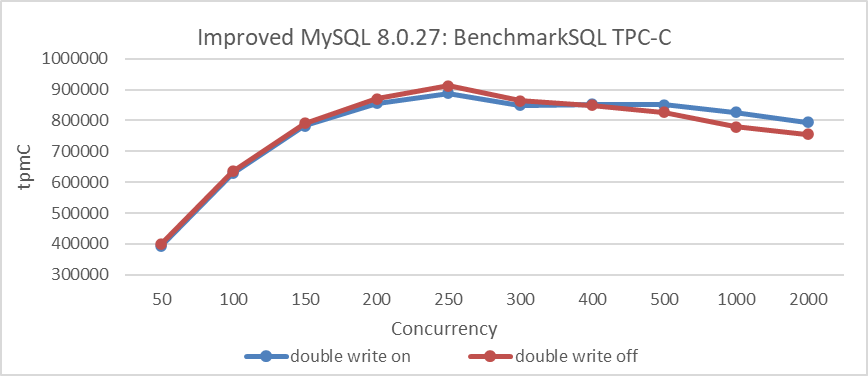 Improved MySQL 8.0.27: BenchmarkSQL TPC-C
1000000
900000
800000
700000
600000
500000
400000
300000
tpmC
50 100 150 200 250 300 400 500 1000 2000
Concurrency
double write on double write off